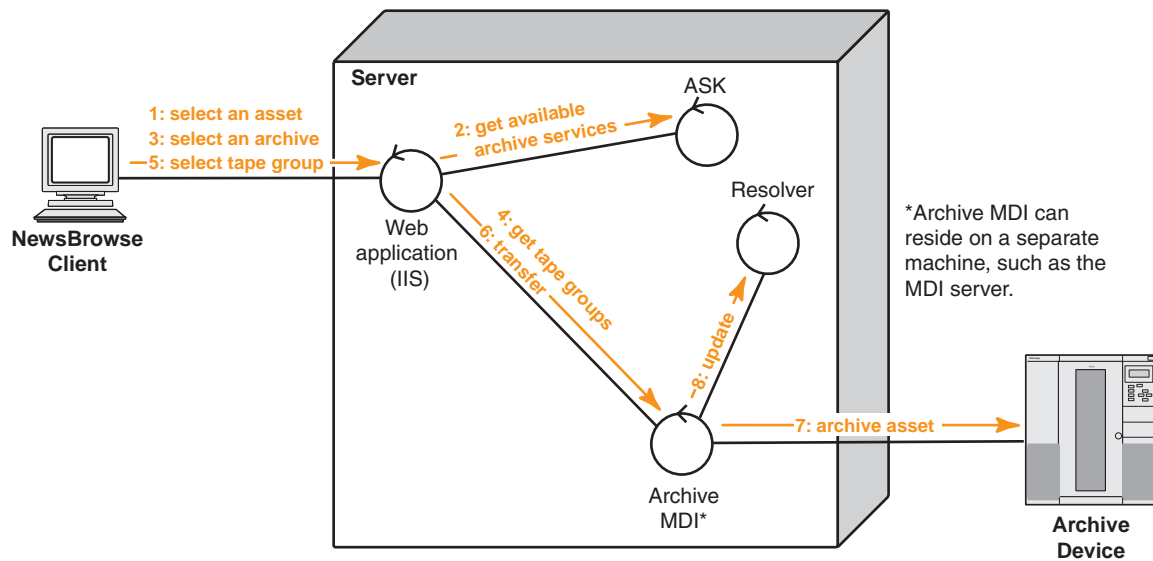 Server
ASK
1: select an asset
3: select an archive
5: select tape group
2: get available
archive services
NewsBrowse
Client
Web
application
(IIS)
4: get tape groups
6: transfer
Resolver
8: update
*Archive MDI can
reside on a separate
machine, such as the
MDI server.
7: archive asset
Archive
MDI*
Archive
Device